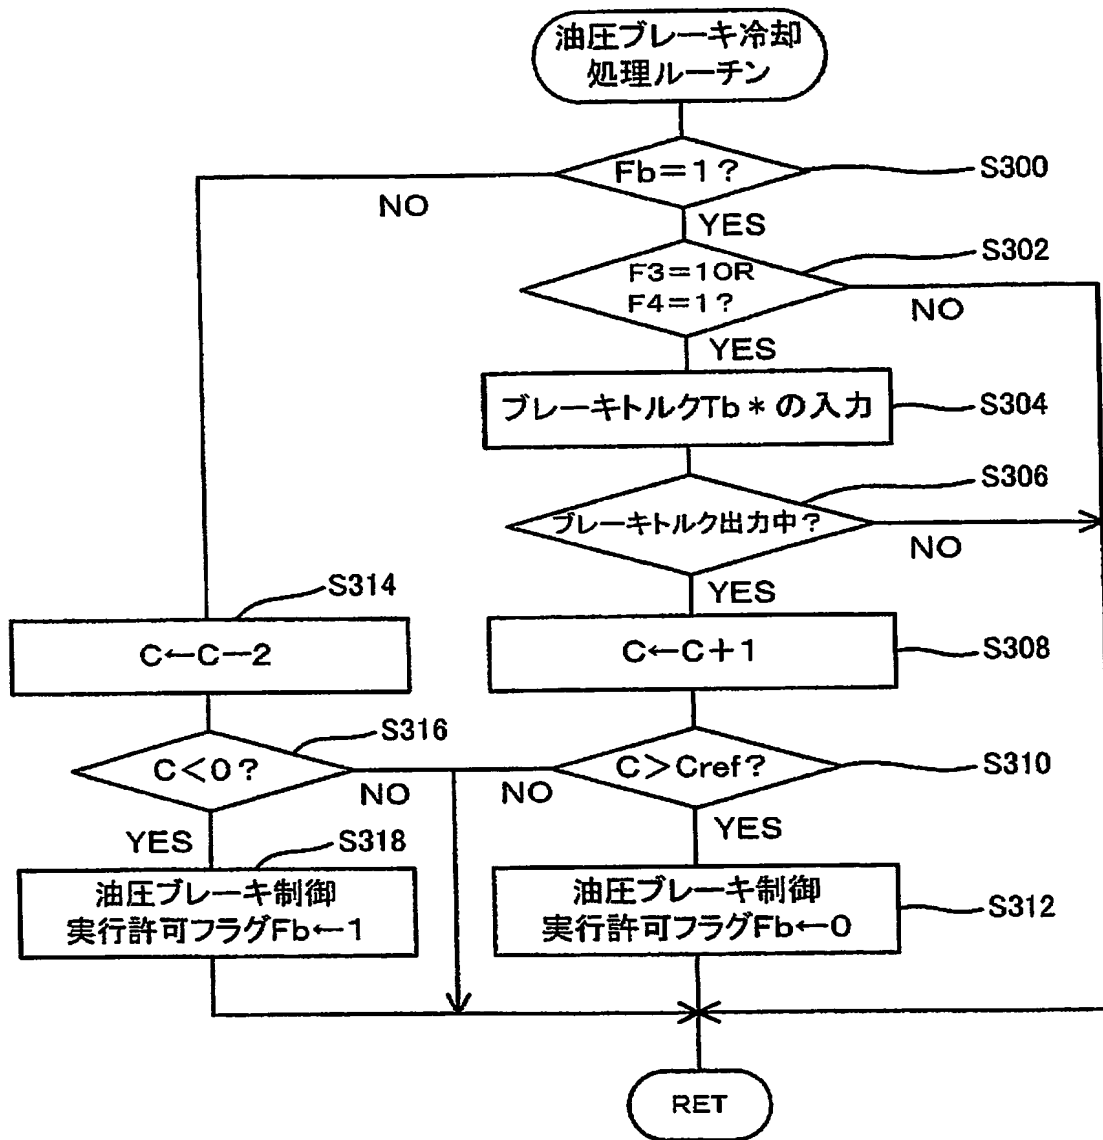 油圧ブレーキ冷却
処理ルーチン
Fb=1?
S300
NO
YES
F3=1OR
F4=1?
S302
NO
YES
ブレーキトルクTb*の入力
S304
ブレーキトルク出力中?
S306
NO
YES
S314
C←C-2
C←C+1
S308
S316
C<0?
NO
NO
C>Cref?
S310
YES
S318
YES
油圧ブレーキ制御
実行許可フラグFb←1
油圧ブレーキ制御
実行許可フラグFb←0
S312
RET